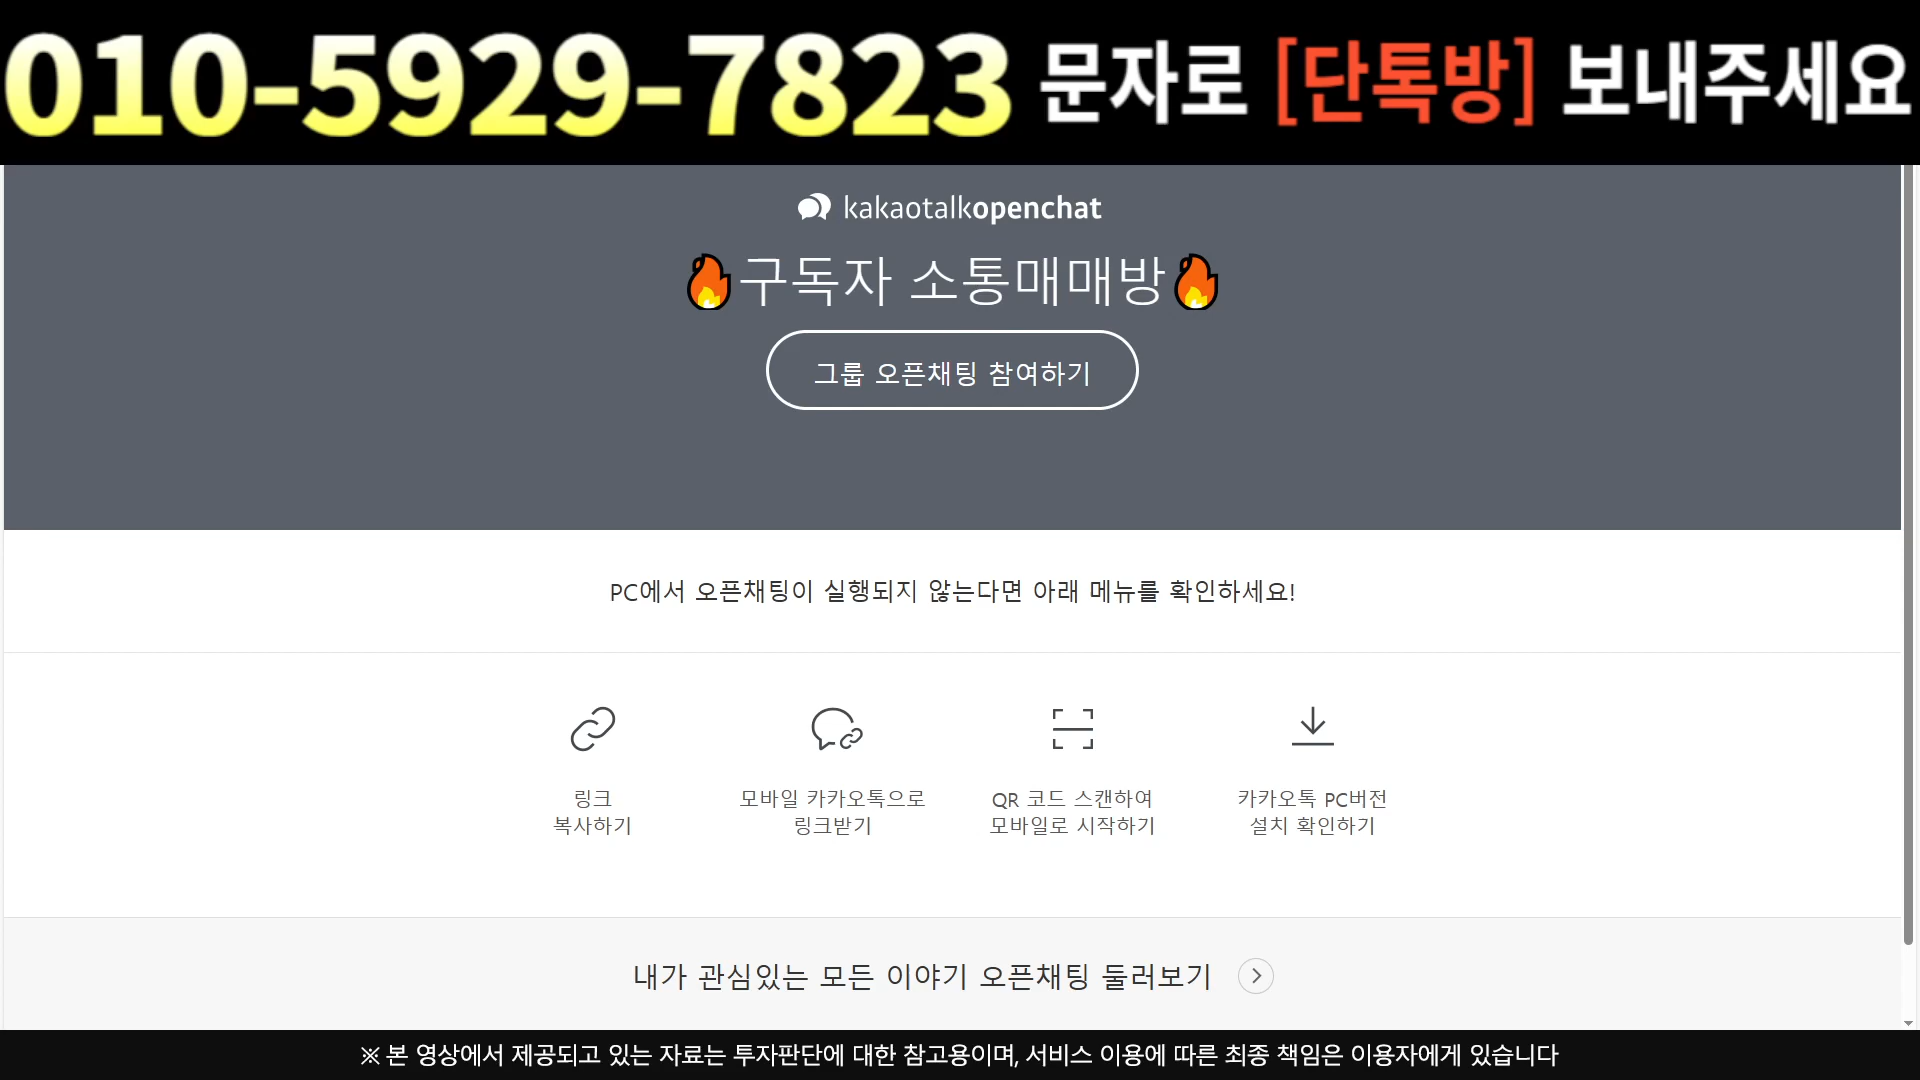 010-5929-7823 문자로 [단톡방] 보내주세요
kakaotalkopenchat
🔥구독자 소통매매방🔥
그룹 오픈채팅 참여하기
PC에서 오픈채팅이 실행되지 않는다면 아래 메뉴를 확인하세요!
링크
복사하기
모바일 카카오톡으로
링크받기
QR 코드 스캔하여
모바일로 시작하기
카카오톡 PC버전
설치 확인하기
내가 관심있는 모든 이야기 오픈채팅 둘러보기
※ 본 영상에서 제공되고 있는 자료는 투자판단에 대한 참고용이며, 서비스 이용에 따른 최종 책임은 이용자에게 있습니다